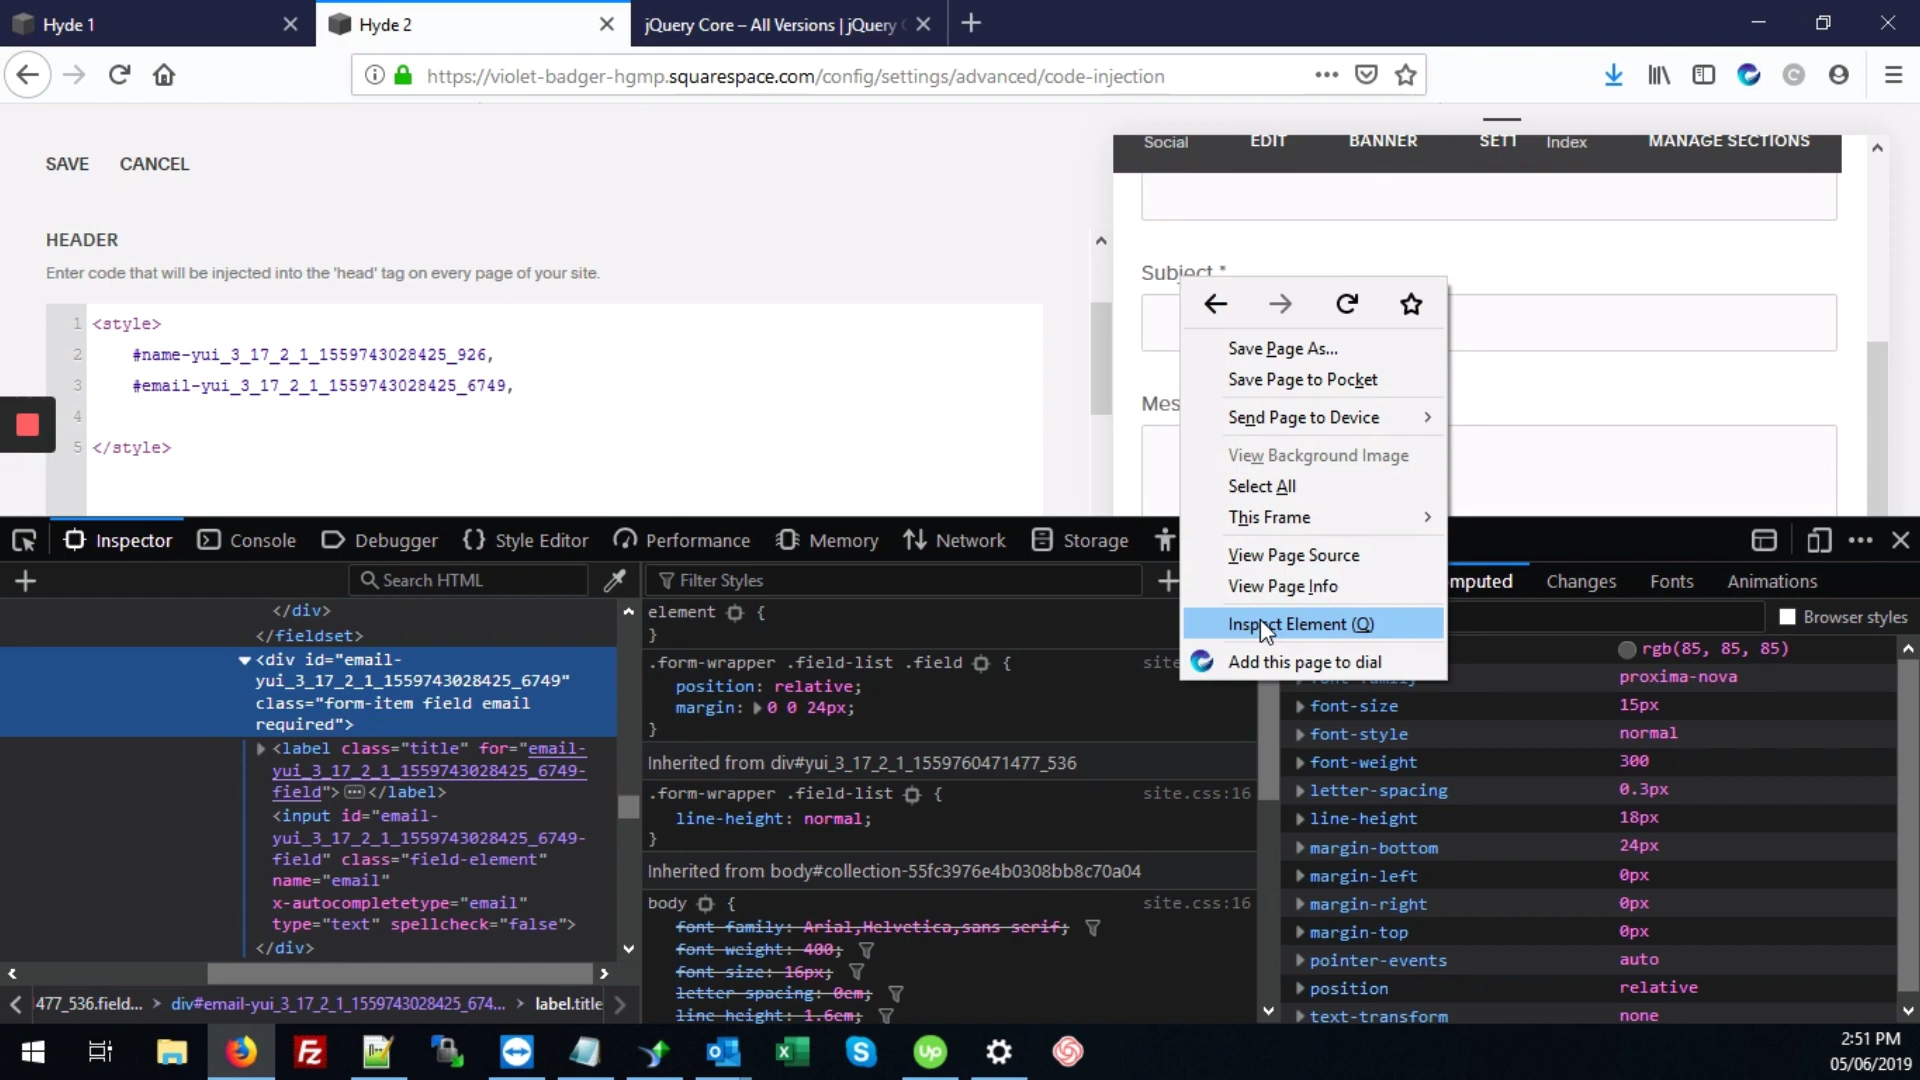 Hyde 1
Hyde 2
jQuery Core – All Versions | jQuery
https://violet-badger-hgmp.squarespace.com/config/settings/advanced/code-injection
SAVE CANCEL
HEADER
Enter code that will be injected into the 'head' tag on every page of your site.
1 <style>
2 #name-yui_3_17_2_1_1559743028425_926,
3 #email-yui_3_17_2_1_1559743028425_6749,
4
5 </style>
Social EDIT BANNER SETT Index MANAGE SECTIONS
Subject *
Mes
Save Page As...
Save Page to Pocket
Send Page to Device
View Background Image
Select All
This Frame
View Page Source
View Page Info
Inspect Element (Q)
Add this page to dial
Inspector Console Debugger Style Editor Performance Memory Network Storage
Search HTML
</div>
</fieldset>
<div id="email-
yui_3_17_2_1_1559743028425_6749"
class="form-item field email
required">
<label class="title" for="email-
yui_3_17_2_1_1559743028425_6749-
field"></label>
<input id="email-
yui_3_17_2_1_1559743028425_6749-
field" class="field-element"
name="email"
x-autocompletetype="email"
type="text" spellcheck="false">
</div>
477_536.field... > div#email-yui_3_17_2_1_1559743028425_674... > label.title
Filter Styles
element {
}
.form-wrapper .field-list .field { site
position: relative;
margin: 0 0 24px;
}
Inherited from div#yui_3_17_2_1_1559760471477_536
.form-wrapper .field-list { site.css:16
line-height: normal;
}
Inherited from body#collection-55fc3976e4b0308bb8c70a04
body { site.css:16
font-family: Arial,Helvetica,sans-serif;
font-weight: 400;
font-size: 16px;
letter-spacing: 0em;
line-height: 1.6em;
mputed Changes Fonts Animations
Browser styles
rgb(85, 85, 85)
font-family proxima-nova
font-size 15px
font-style normal
font-weight 300
letter-spacing 0.3px
line-height 18px
margin-bottom 24px
margin-left 0px
margin-right 0px
margin-top 0px
pointer-events auto
position relative
text-transform none
2:51 PM
05/06/2019